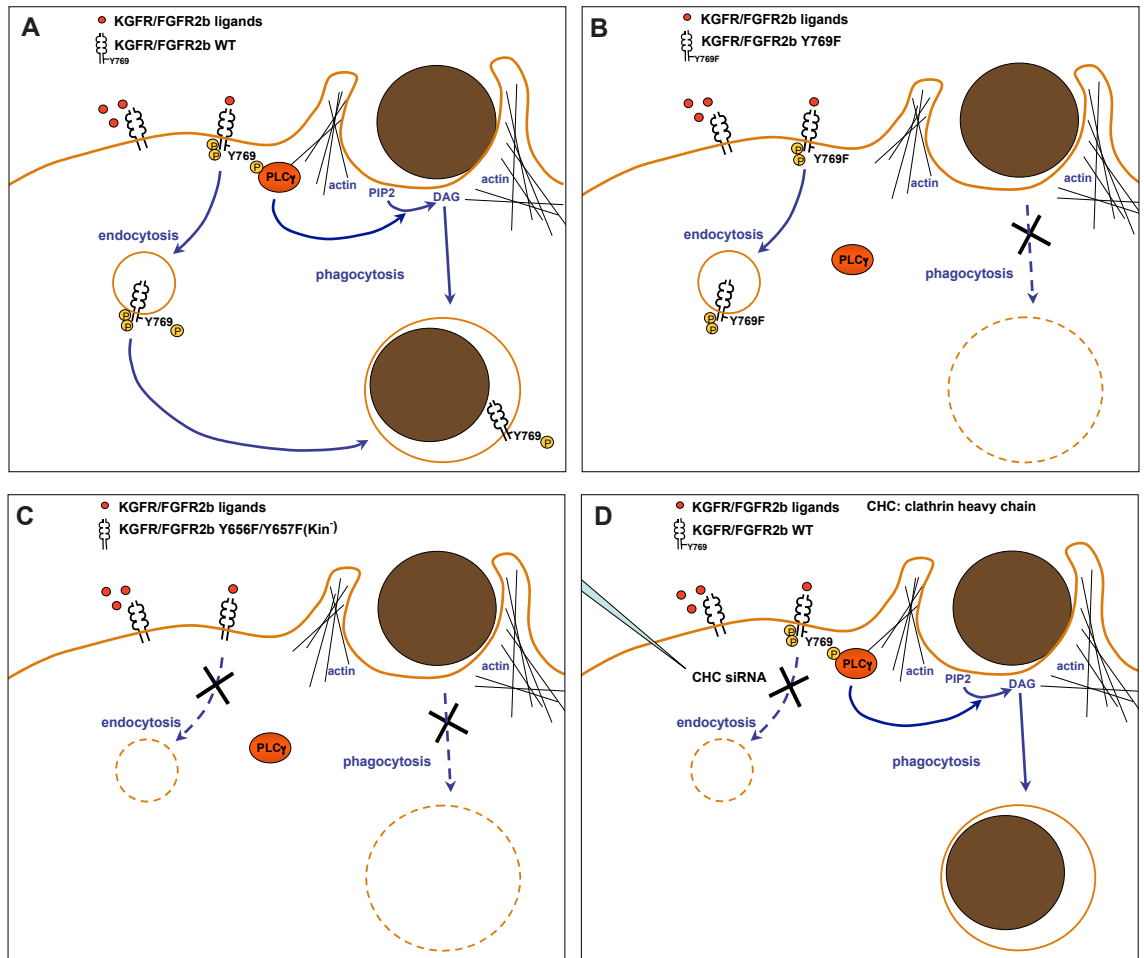 A
KGFR/FGFR2b ligands
KGFR/FGFR2b WT
Y769
P
P
Y769
P
PLCγ
actin
PIP2
DAG
actin
endocytosis
phagocytosis
P
P
Y769
P
Y769
P
B
KGFR/FGFR2b ligands
KGFR/FGFR2b Y769F
Y769F
P
P
Y769F
actin
actin
endocytosis
PLCγ
phagocytosis
P
P
Y769F
C
KGFR/FGFR2b ligands
KGFR/FGFR2b Y656F/Y657F(Kin-)
actin
actin
endocytosis
PLCγ
phagocytosis
D
KGFR/FGFR2b ligands
CHC: clathrin heavy chain
KGFR/FGFR2b WT
Y769
P
P
Y769
P
PLCγ
actin
actin
CHC siRNA
PIP2
DAG
endocytosis
phagocytosis